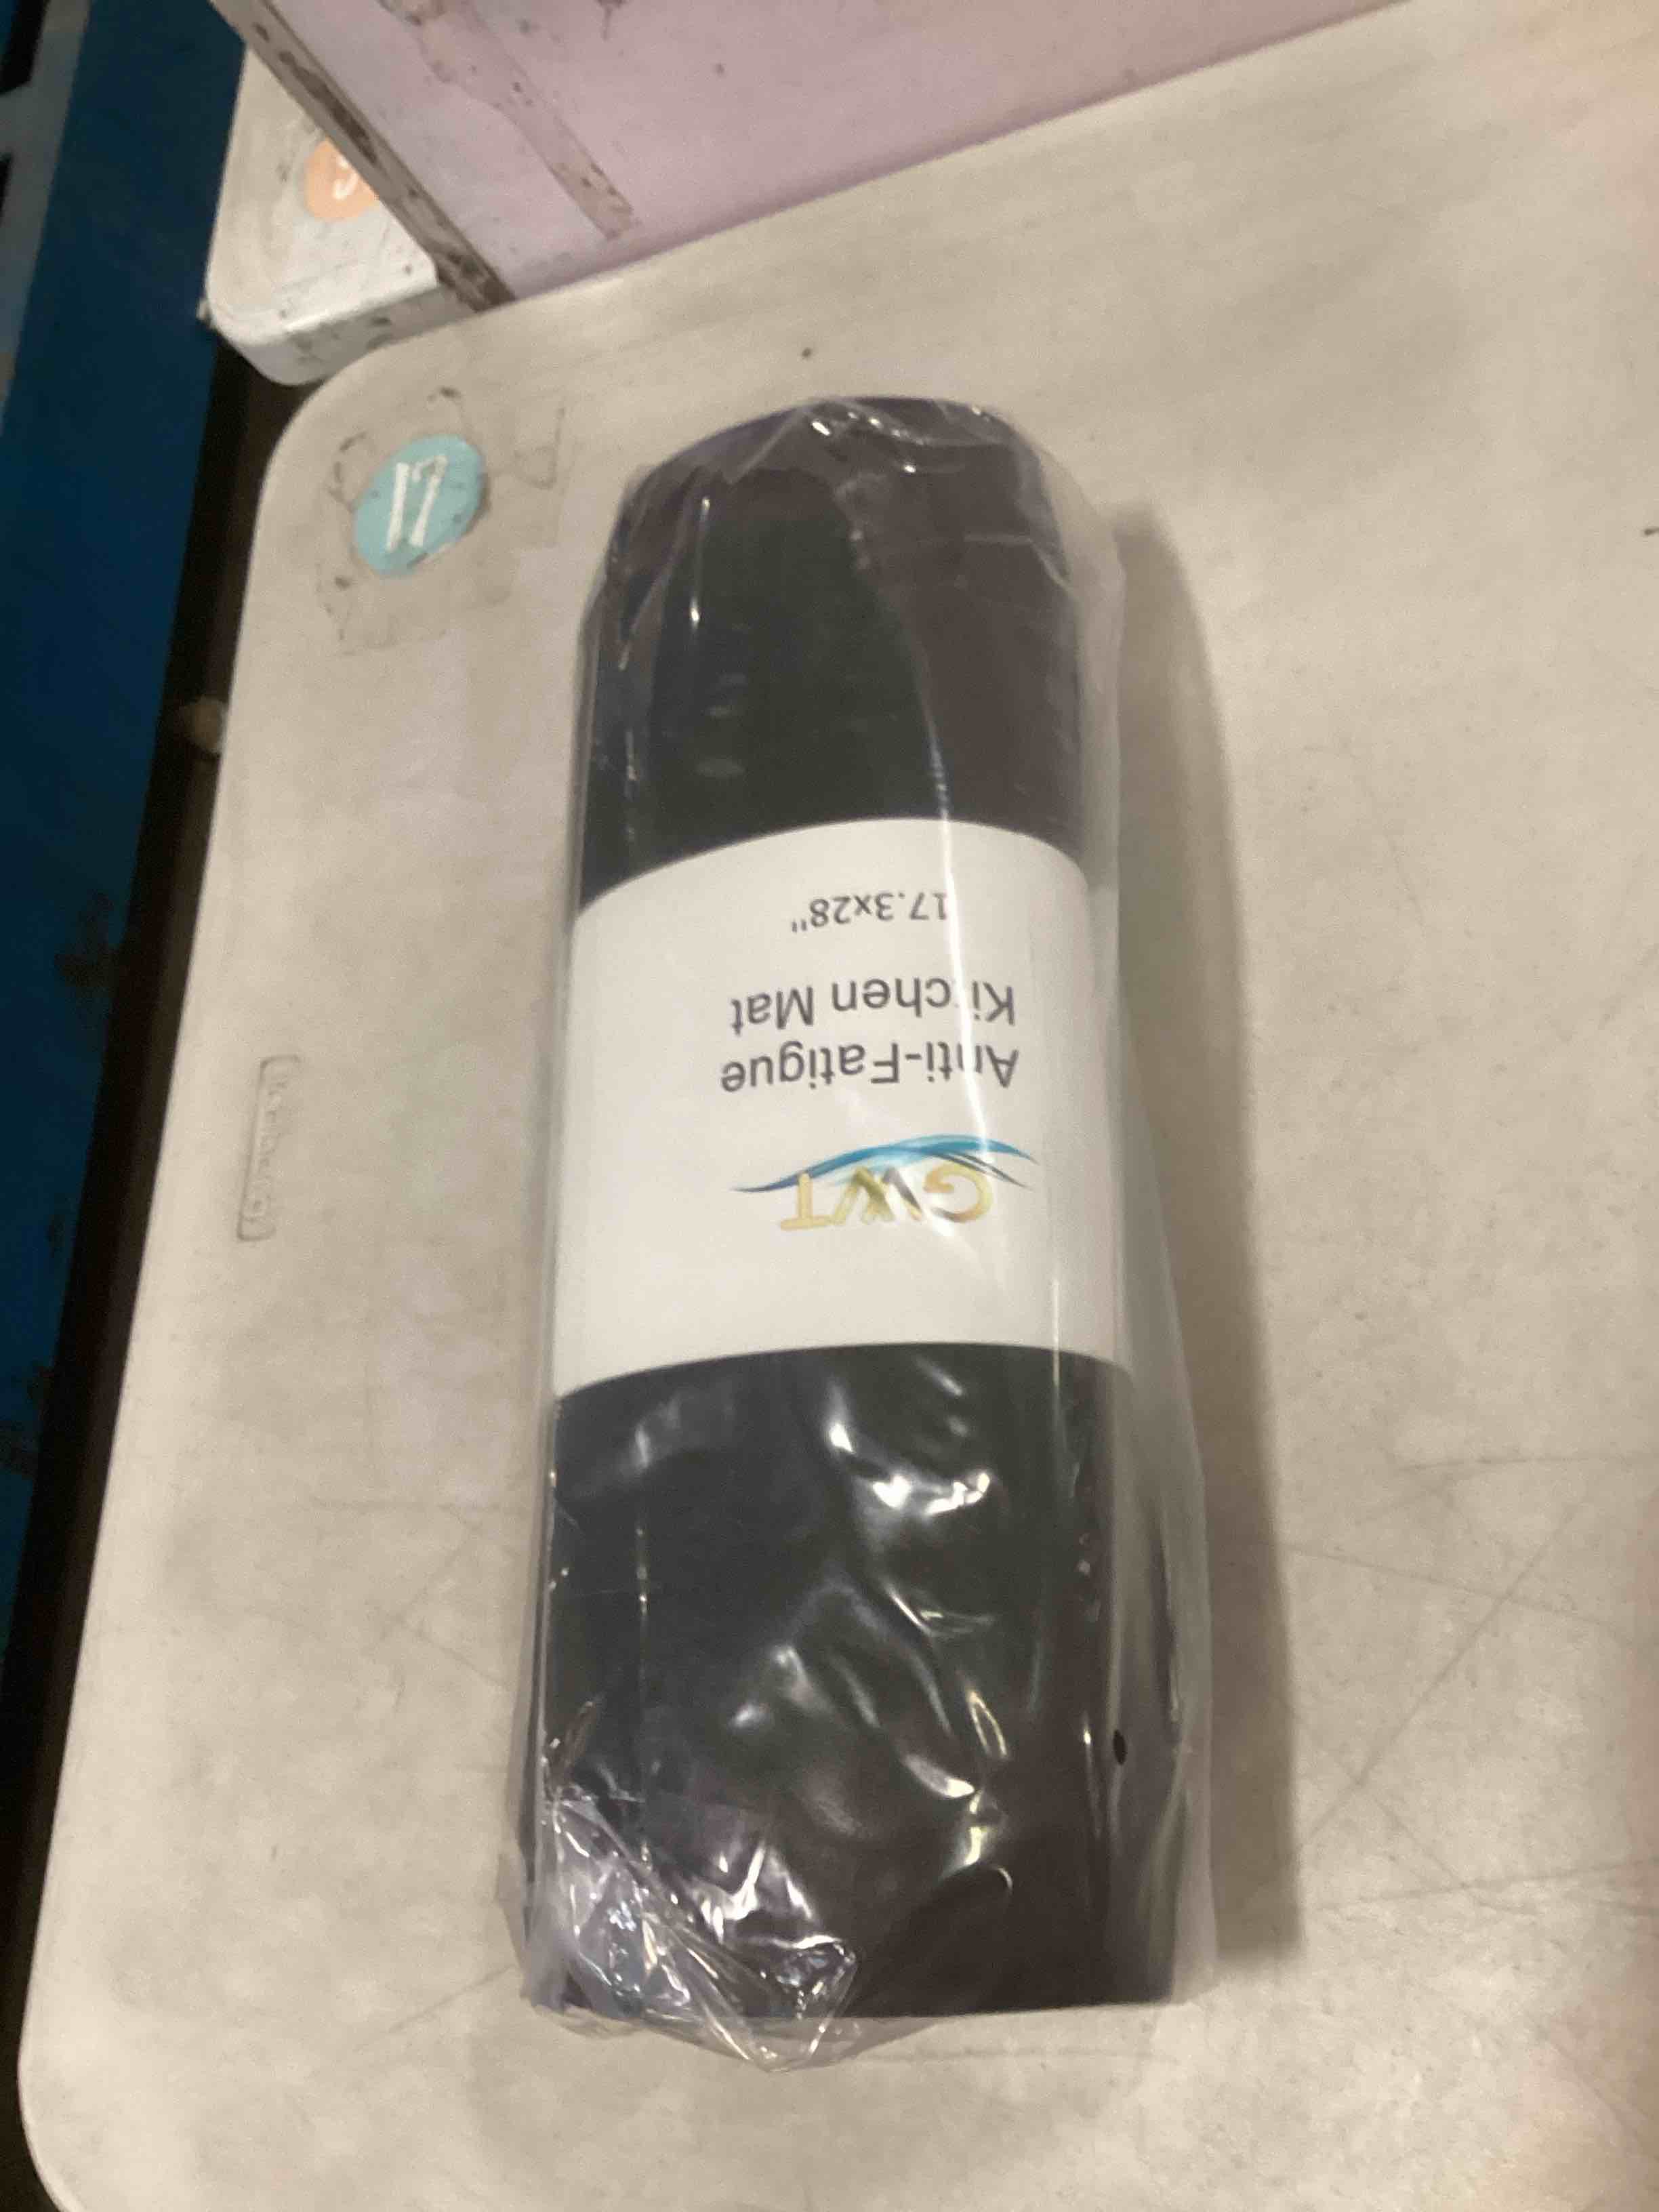 GWT
Anti-Fatigue
Kitchen Mat
17.3x28"
17